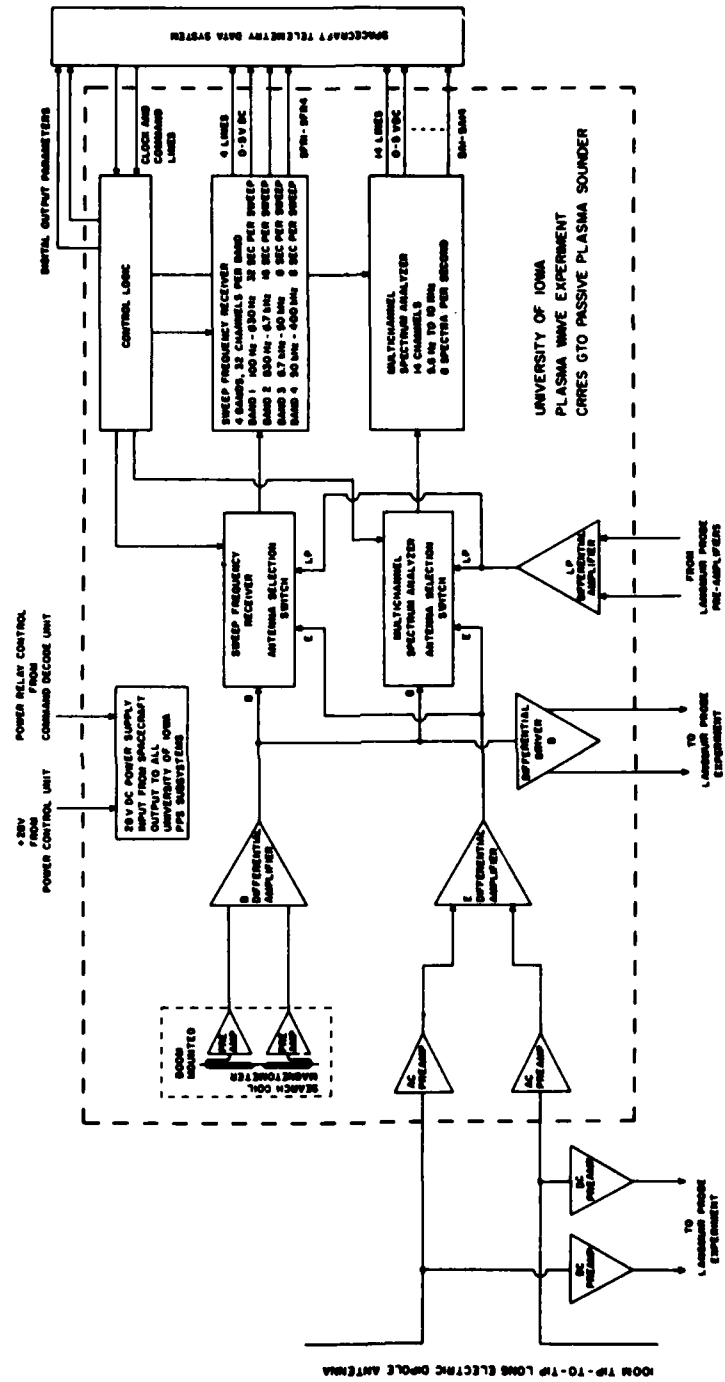 100M TIP-TO-TIP LONG ELECTRIC DIPOLE ANTENNA
DC
PREAMP
DC
PREAMP
TO
LANGMUIR PROBE
EXPERIMENT
AC
PREAMP
AC
PREAMP
BOOM
MOUNTED
SEARCH COIL
MAGNETOMETER
PRE
AMP
PRE
AMP
B
DIFFERENTIAL
AMPLIFIER
E
DIFFERENTIAL
AMPLIFIER
+28V
FROM
POWER CONTROL UNIT
POWER RELAY CONTROL
FROM
COMMAND DECODE UNIT
28V DC POWER SUPPLY
INPUT FROM SPACECRAFT
OUTPUT TO ALL
UNIVERSITY OF IOWA
PPS SUBSYSTEMS
DIFFERENTIAL
DRIVER
B
TO
LANGMUIR PROBE
EXPERIMENT
B
E
LP
SWEEP FREQUENCY
RECEIVER
ANTENNA SELECTION
SWITCH
B
E
LP
MULTICHANNEL
SPECTRUM ANALYZER
ANTENNA SELECTION
SWITCH
LP
DIFFERENTIAL
AMPLIFIER
FROM
LANGMUIR PROBE
PRE-AMPLIFIERS
CONTROL LOGIC
SWEEP FREQUENCY RECEIVER
4 BANDS, 32 CHANNELS PER BAND
BAND 1 100 Hz - 810 Hz 32 SEC PER SWEEP
BAND 2 810 Hz - 6.7 kHz 16 SEC PER SWEEP
BAND 3 6.7 kHz - 50 kHz 8 SEC PER SWEEP
BAND 4 50 kHz - 400 kHz 8 SEC PER SWEEP
MULTICHANNEL
SPECTRUM ANALYZER
14 CHANNELS
5.6 Hz TO 10 kHz
8 SPECTRA PER SECOND
DIGITAL OUTPUT PARAMETERS
CLOCK AND
COMMAND
LINES
4 LINES
0-5V DC
SFR1-SFR4
14 LINES
0-5 VDC
SA1-SA14
SPACECRAFT TELEMETRY DATA SYSTEM
UNIVERSITY OF IOWA
PLASMA WAVE EXPERIMENT
CRRES GTO PASSIVE PLASMA SOUNDER